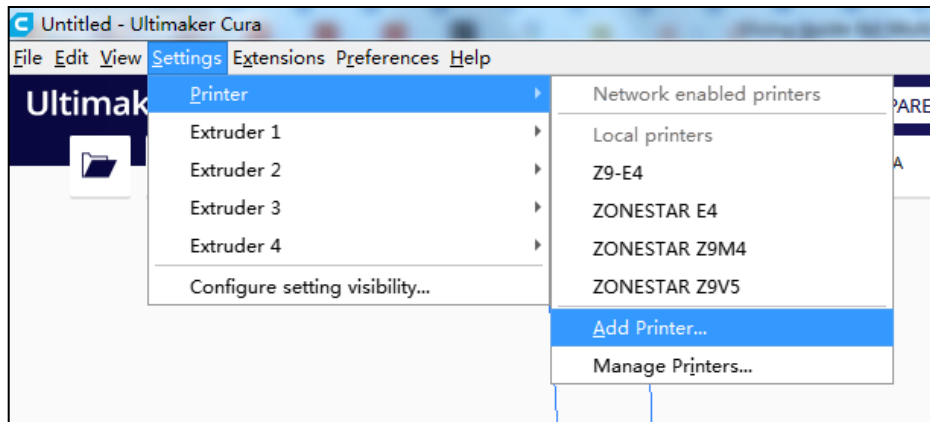 Untitled - Ultimaker Cura
File Edit View Settings Extensions Preferences Help
Ultimak
PARE
Printer
Extruder 1
Extruder 2
Extruder 3
Extruder 4
Configure setting visibility...
Network enabled printers
Local printers
Z9-E4
ZONESTAR E4
ZONESTAR Z9M4
ZONESTAR Z9V5
Add Printer...
Manage Printers...
A